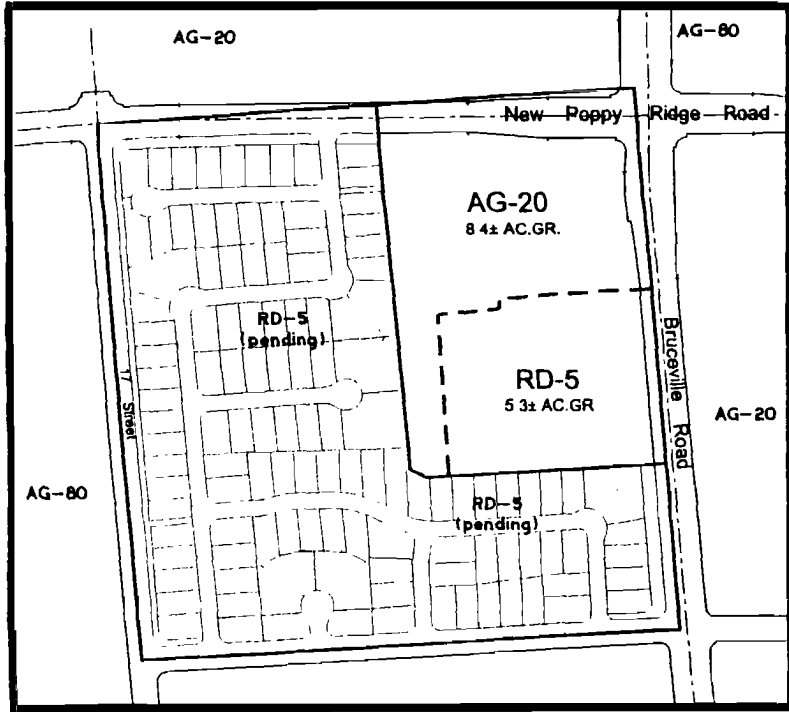 AG-20
AG-80
New Poppy Ridge Road
AG-20
8 4± AC.GR.
RD-5
(pending)
RD-5
5 3± AC.GR
Bruceville Road
17 Street
AG-20
AG-80
RD-5
(pending)